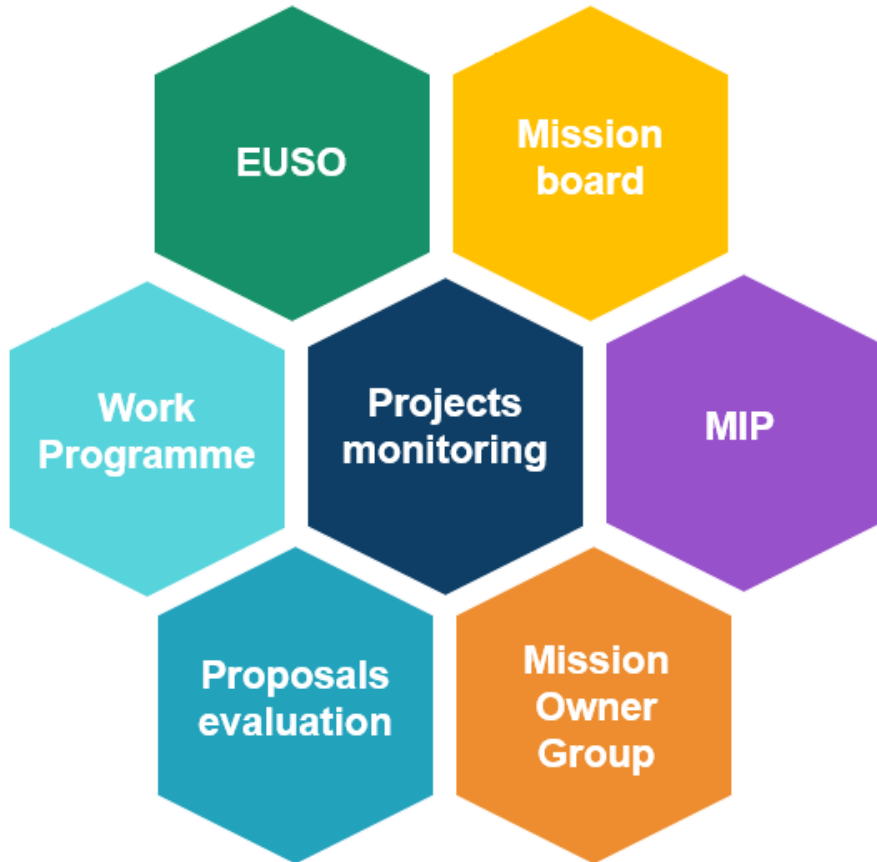 EUSO
Mission
board
Work
Programme
Projects
monitoring
MIP
Proposals
evaluation
Mission
Owner
Group